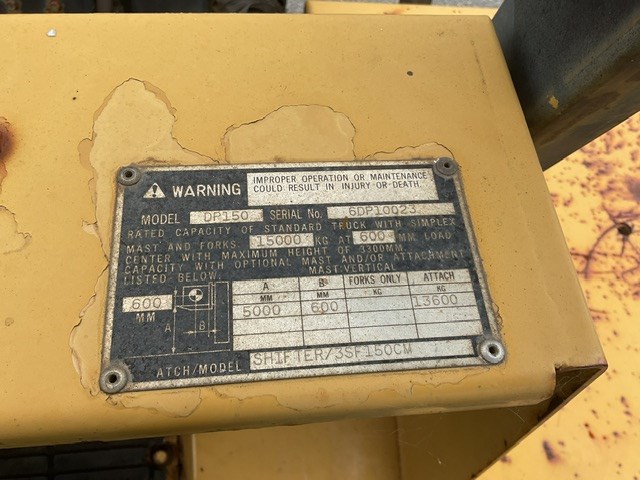 WARNING
IMPROPER OPERATION OR MAINTENANCE
COULD RESULT IN INJURY OR DEATH.
MODEL DP150 SERIAL No. 6DP10023
RATED CAPACITY OF STANDARD TRUCK WITH SIMPLEX
MAST AND FORKS. 15000 KG AT 600 MM LOAD
CENTER WITH MAXIMUM HEIGHT OF 3300MM.
CAPACITY WITH OPTIONAL MAST AND/OR ATTACHMENT
LISTED BELOW. MAST VERTICAL
A B FORKS ONLY ATTACH
MM MM KG KG
5000 600 13600
600
MM
A
B
ATCH/MODEL SHIFTER/3SF150CM